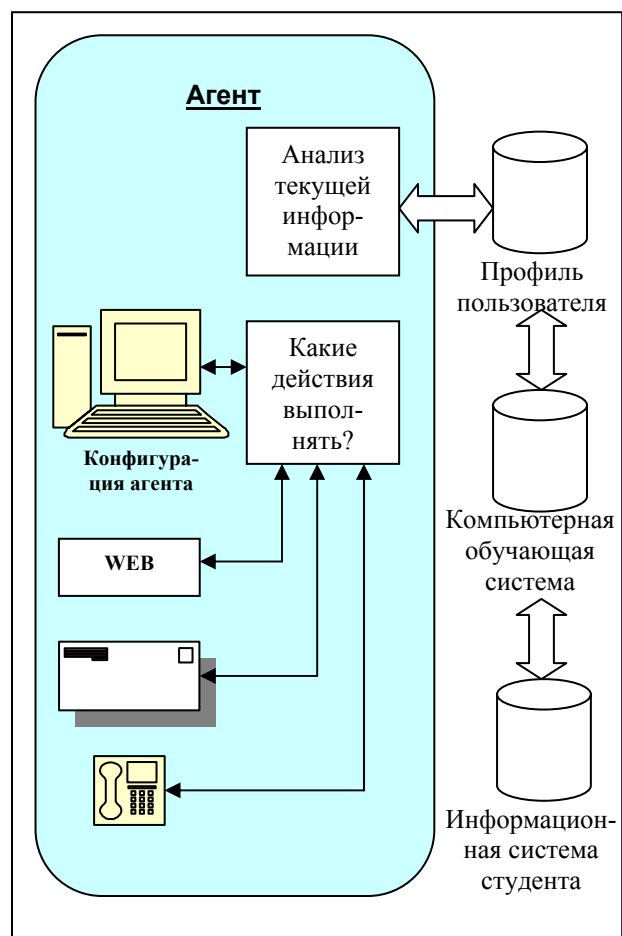 Агент
Анализ
текущей
инфор-
мации
Профиль
пользователя
Какие
действия
выпол-
нять?
Конфигура-
ция агента
Компьютерная
обучающая
система
WEB
Информацион-
ная система
студента